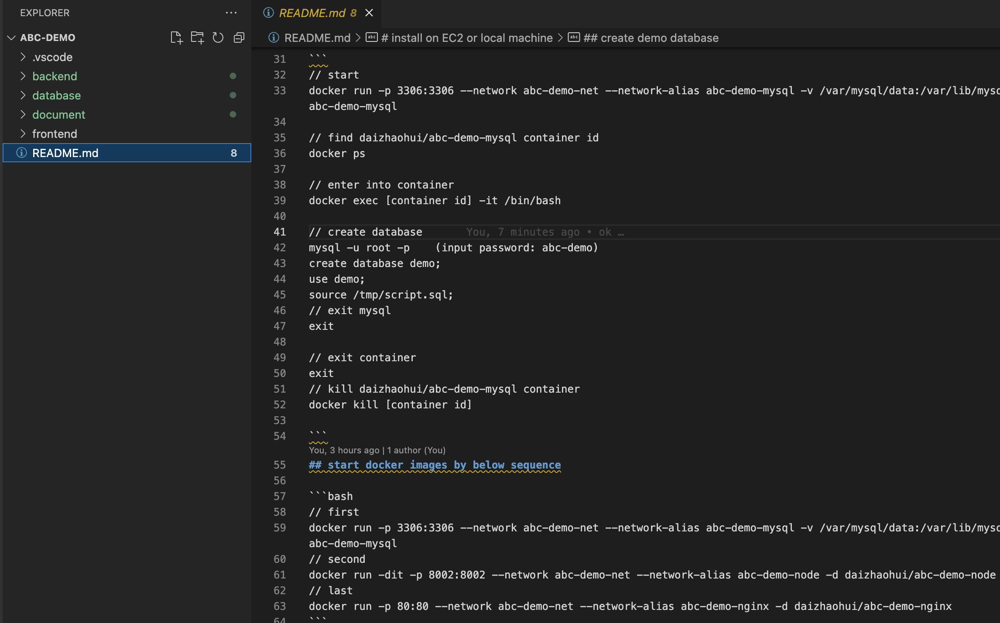 EXPLORER
ABC-DEMO
.vscode
backend
database
document
frontend
README.md 8
README.md 8
README.md > # install on EC2 or local machine > ## create demo database
31 ```
32 // start
33 docker run -p 3306:3306 --network abc-demo-net --network-alias abc-demo-mysql -v /var/mysql/data:/var/lib/mysq
abc-demo-mysql
34
35 // find daizhaohui/abc-demo-mysql container id
36 docker ps
37
38 // enter into container
39 docker exec [container id] -it /bin/bash
40
41 // create database You, 7 minutes ago • ok …
42 mysql -u root -p    (input password: abc-demo)
43 create database demo;
44 use demo;
45 source /tmp/script.sql;
46 // exit mysql
47 exit
48
49 // exit container
50 exit
51 // kill daizhaohui/abc-demo-mysql container
52 docker kill [container id]
53
54 ```
You, 3 hours ago | 1 author (You)
55 ## start docker images by below sequence
56
57 ```bash
58 // first
59 docker run -p 3306:3306 --network abc-demo-net --network-alias abc-demo-mysql -v /var/mysql/data:/var/lib/mysq
abc-demo-mysql
60 // second
61 docker run -dit -p 8002:8002 --network abc-demo-net --network-alias abc-demo-node -d daizhaohui/abc-demo-node
62 // last
63 docker run -p 80:80 --network abc-demo-net --network-alias abc-demo-nginx -d daizhaohui/abc-demo-nginx
64 ```